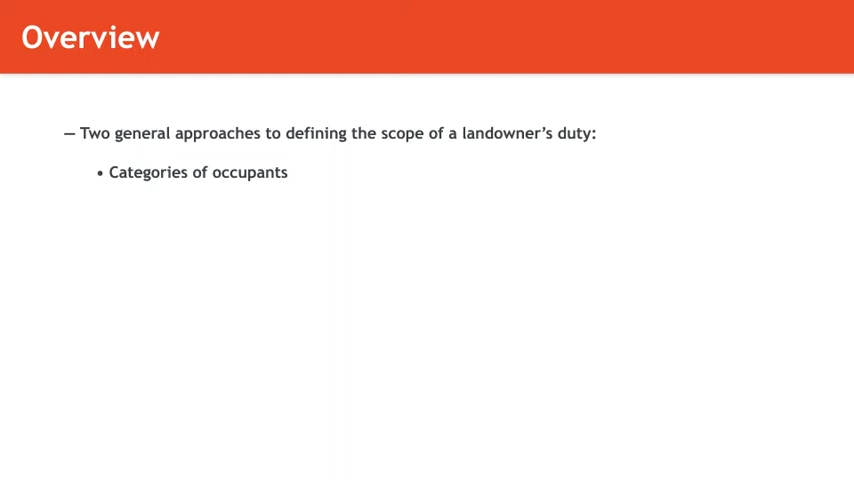 Overview
— Two general approaches to defining the scope of a landowner’s duty:
• Categories of occupants